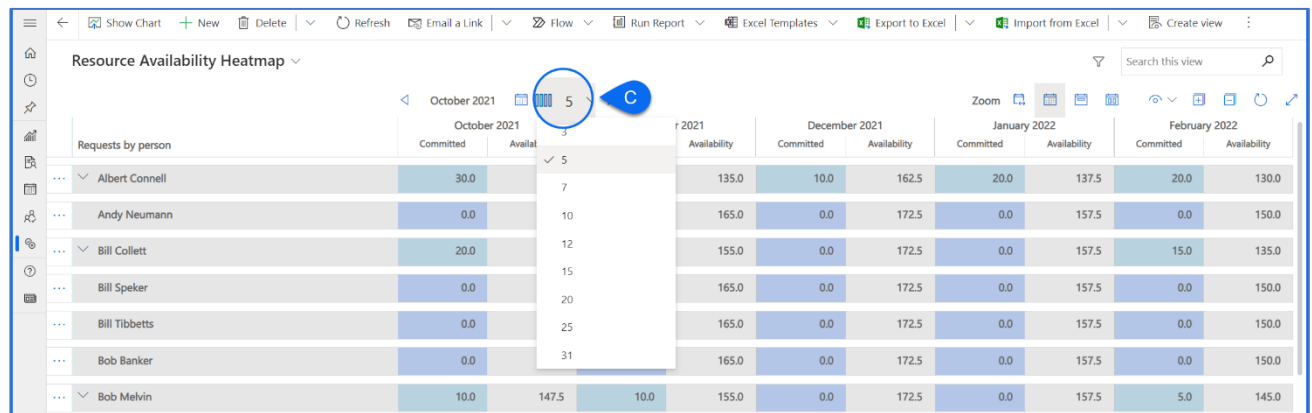 Show Chart New Delete Refresh Email a Link Flow Run Report Excel Templates Export to Excel Import from Excel Create view
Resource Availability Heatmap Search this view
October 2021 5 C Zoom
October 2021 r 2021 December 2021 January 2022 February 2022
Requests by person Committed Availab Availability Committed Availability Committed Availability Committed Availability
3
5
7
10
12
15
20
25
31
Albert Connell 30.0 135.0 10.0 162.5 20.0 137.5 20.0 130.0
Andy Neumann 0.0 165.0 0.0 172.5 0.0 157.5 0.0 150.0
Bill Collett 20.0 155.0 0.0 172.5 0.0 157.5 15.0 135.0
Bill Speker 0.0 165.0 0.0 172.5 0.0 157.5 0.0 150.0
Bill Tibbetts 0.0 165.0 0.0 172.5 0.0 157.5 0.0 150.0
Bob Banker 0.0 165.0 0.0 172.5 0.0 157.5 0.0 150.0
Bob Melvin 10.0 147.5 10.0 155.0 0.0 172.5 0.0 157.5 5.0 145.0